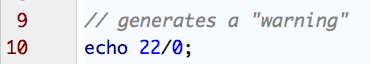 9 // generates a "warning"
10 echo 22/0;